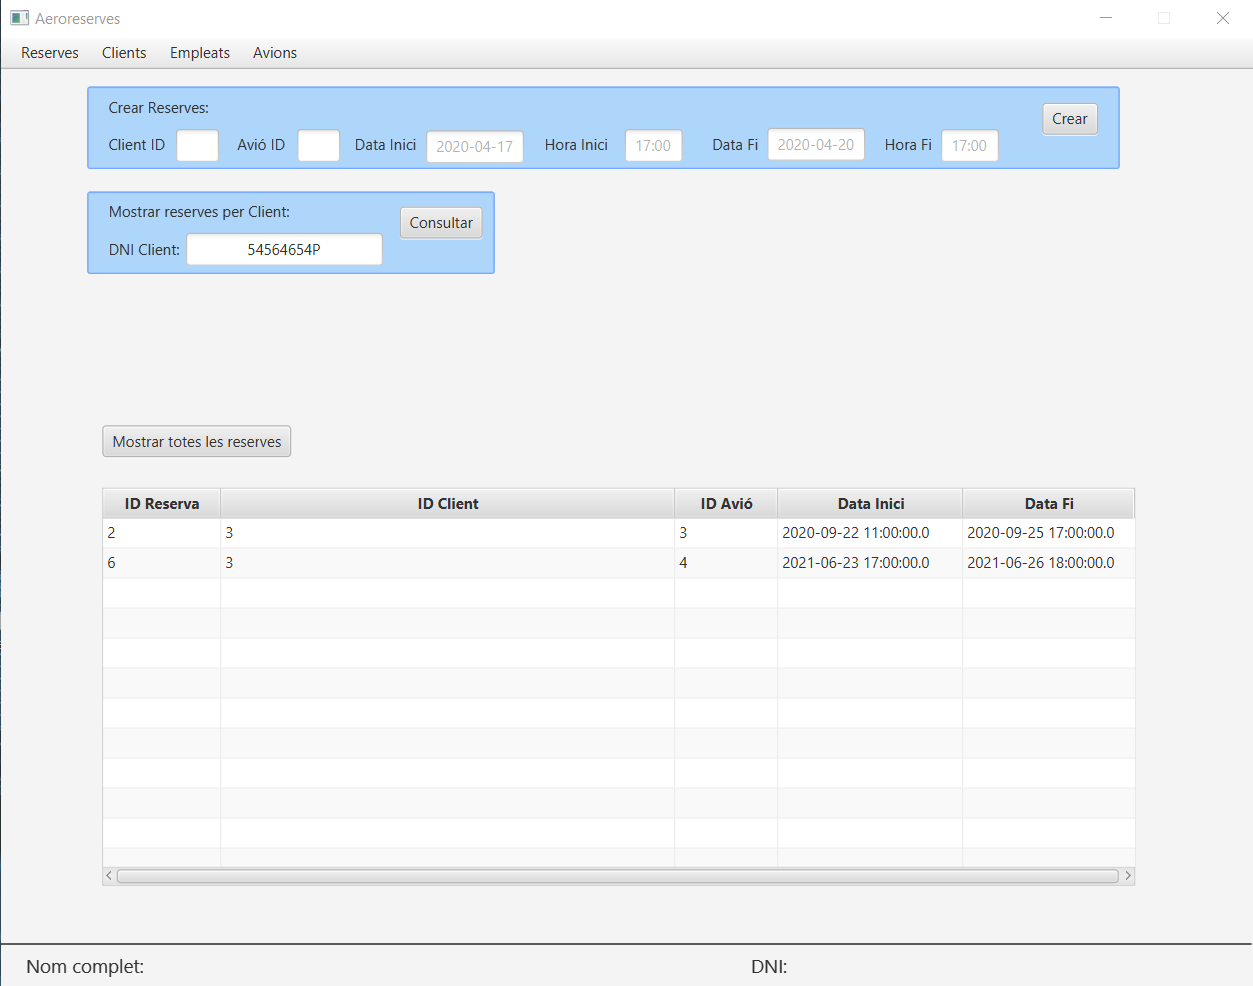 Aeroreserves
Reserves Clients Empleats Avions
Crear Reserves:
Crear
Client ID Avió ID Data Inici 2020-04-17 Hora Inici 17:00 Data Fi 2020-04-20 Hora Fi 17:00
Mostrar reserves per Client:
Consultar
DNI Client: 54564654P
Mostrar totes les reserves
ID Reserva ID Client ID Avió Data Inici Data Fi
2 3 3 2020-09-22 11:00:00.0 2020-09-25 17:00:00.0
6 3 4 2021-06-23 17:00:00.0 2021-06-26 18:00:00.0
Nom complet: DNI: